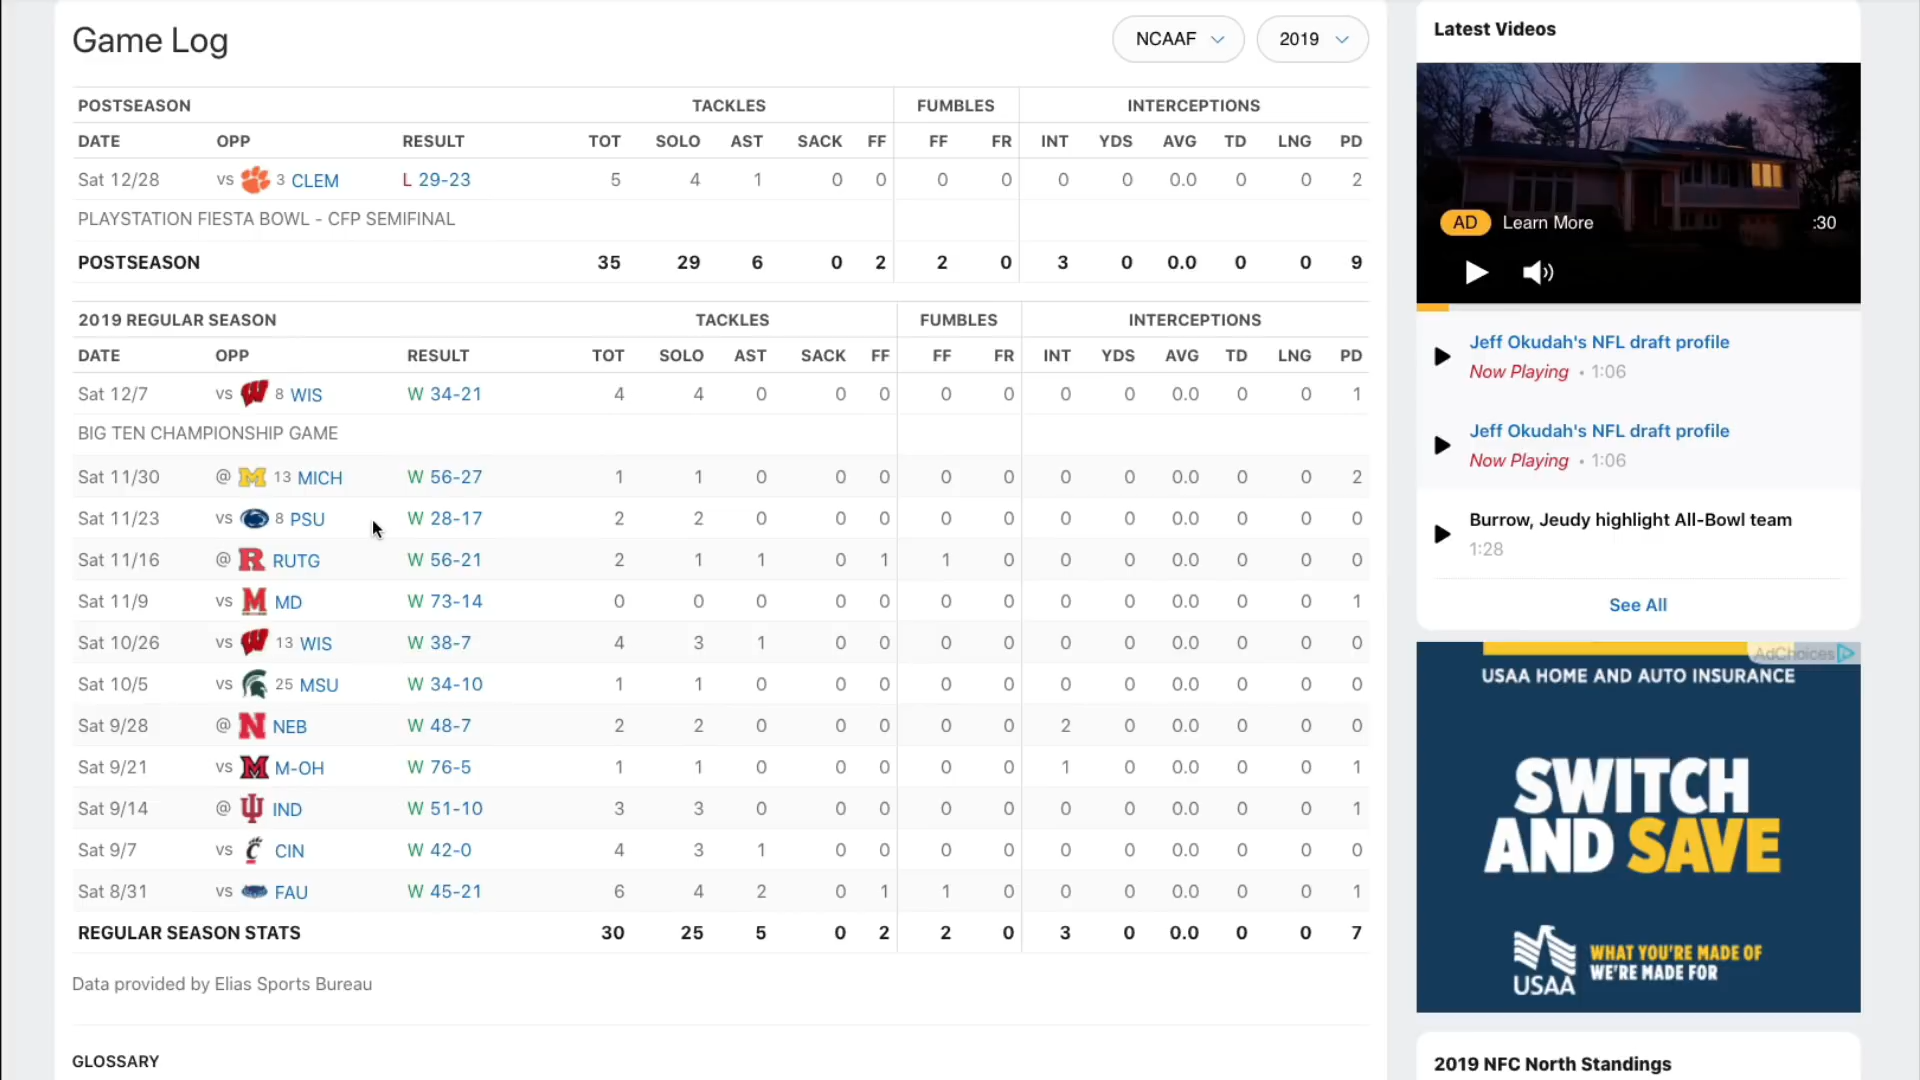 Game Log
NCAAF
2019
POSTSEASON TACKLES FUMBLES INTERCEPTIONS
DATE OPP RESULT TOT SOLO AST SACK FF FF FR INT YDS AVG TD LNG PD
Sat 12/28 vs 3 CLEM L 29-23 5 4 1 0 0 0 0 0 0 0.0 0 0 2
PLAYSTATION FIESTA BOWL - CFP SEMIFINAL
POSTSEASON 35 29 6 0 2 2 0 3 0 0.0 0 0 9
2019 REGULAR SEASON TACKLES FUMBLES INTERCEPTIONS
DATE OPP RESULT TOT SOLO AST SACK FF FF FR INT YDS AVG TD LNG PD
Sat 12/7 vs 8 WIS W 34-21 4 4 0 0 0 0 0 0 0 0.0 0 0 1
BIG TEN CHAMPIONSHIP GAME
Sat 11/30 @ 13 MICH W 56-27 1 1 0 0 0 0 0 0 0 0.0 0 0 2
Sat 11/23 vs 8 PSU W 28-17 2 2 0 0 0 0 0 0 0 0.0 0 0 0
Sat 11/16 @ RUTG W 56-21 2 1 1 0 1 1 0 0 0 0.0 0 0 0
Sat 11/9 vs MD W 73-14 0 0 0 0 0 0 0 0 0 0.0 0 0 1
Sat 10/26 vs 13 WIS W 38-7 4 3 1 0 0 0 0 0 0 0.0 0 0 0
Sat 10/5 vs 25 MSU W 34-10 1 1 0 0 0 0 0 0 0 0.0 0 0 0
Sat 9/28 @ NEB W 48-7 2 2 0 0 0 0 0 2 0 0.0 0 0 0
Sat 9/21 vs M-OH W 76-5 1 1 0 0 0 0 0 1 0 0.0 0 0 1
Sat 9/14 @ IND W 51-10 3 3 0 0 0 0 0 0 0 0.0 0 0 1
Sat 9/7 vs CIN W 42-0 4 3 1 0 0 0 0 0 0 0.0 0 0 0
Sat 8/31 vs FAU W 45-21 6 4 2 0 1 1 0 0 0 0.0 0 0 1
REGULAR SEASON STATS 30 25 5 0 2 2 0 3 0 0.0 0 0 7
Data provided by Elias Sports Bureau
GLOSSARY
Latest Videos
AD Learn More :30
Jeff Okudah's NFL draft profile
Now Playing • 1:06
Jeff Okudah's NFL draft profile
Now Playing • 1:06
Burrow, Jeudy highlight All-Bowl team
1:28
See All
AdChoices
USAA HOME AND AUTO INSURANCE
SWITCH
AND SAVE
USAA
WHAT YOU'RE MADE OF
WE'RE MADE FOR
2019 NFC North Standings